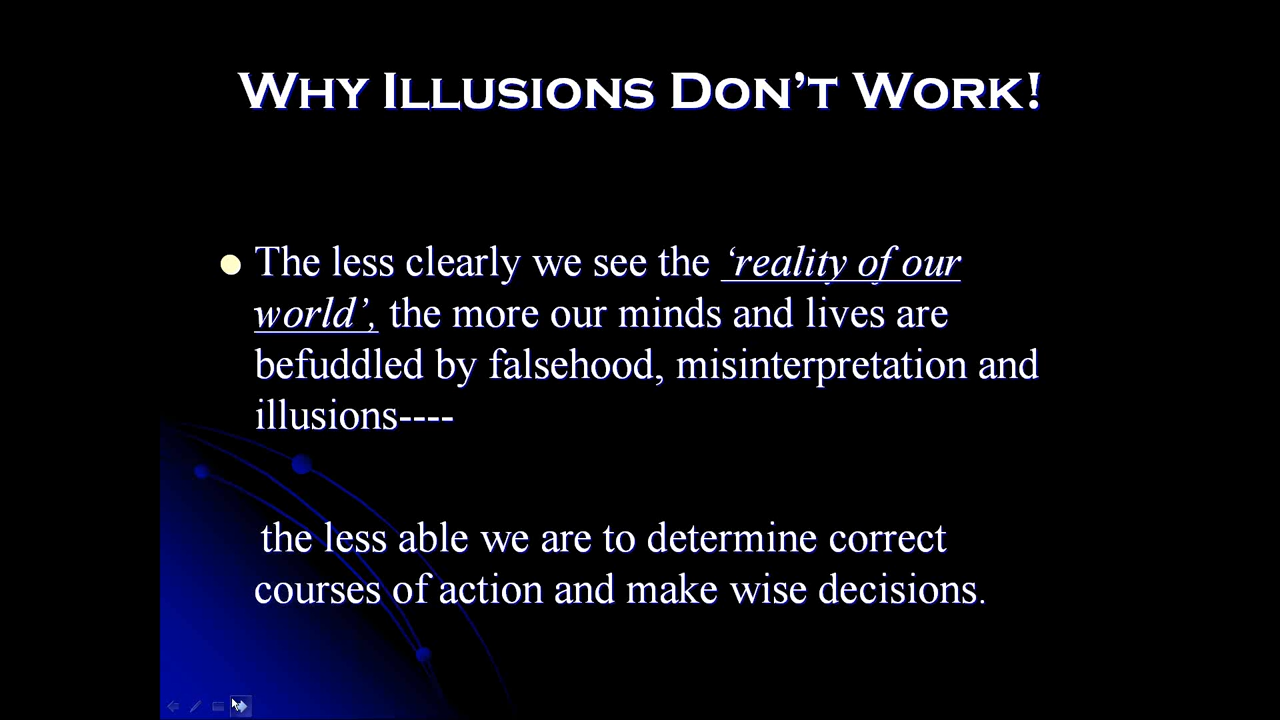 Why Illusions Don’t Work!
The less clearly we see the ‘reality of our
world’, the more our minds and lives are
befuddled by falsehood, misinterpretation and
illusions----
the less able we are to determine correct
courses of action and make wise decisions.